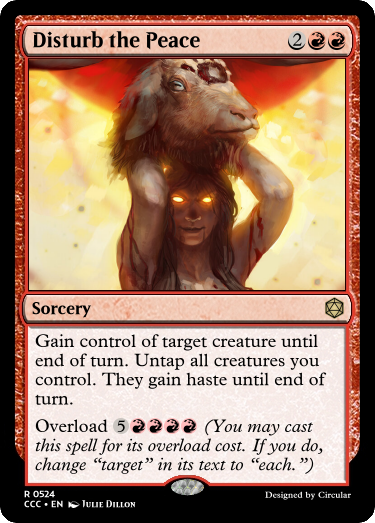 Disturb the Peace 2
Sorcery
Gain control of target creature until
end of turn. Untap all creatures you
control. They gain haste until end of
turn.
Overload 5 (You may cast
this spell for its overload cost. If you do,
change “target” in its text to “each.”)
R 0524
CCC • EN JULIE DILLON
Designed by Circular